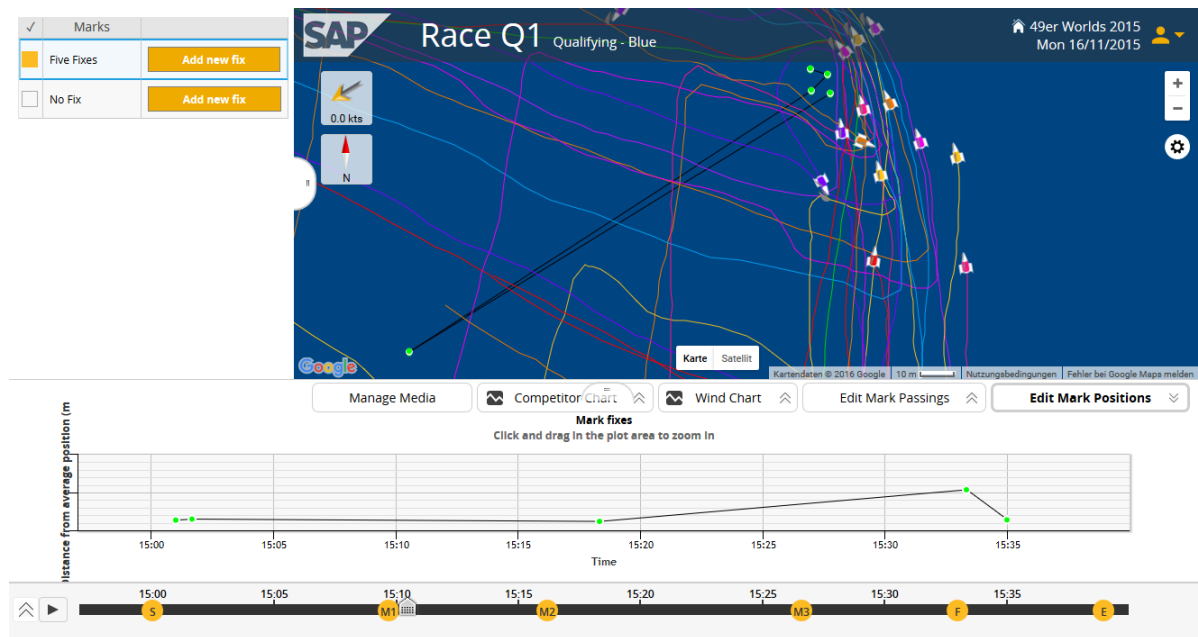 ✓ Marks
Five Fixes Add new fix
No Fix Add new fix
SAP Race Q1 Qualifying - Blue
49er Worlds 2015
Mon 16/11/2015
0.0 kts
N
+
−
Google
Karte Satellit
Kartendaten © 2016 Google 10 m Nutzungsbedingungen Fehler bei Google Maps melden
Manage Media Competitor Chart Wind Chart Edit Mark Passings Edit Mark Positions
Mark fixes
Click and drag in the plot area to zoom in
Distance from average position (m
15:00 15:05 15:10 15:15 15:20 15:25 15:30 15:35
Time
15:00 15:05 15:10 15:15 15:20 15:25 15:30 15:35
S M1 M2 M3 F E